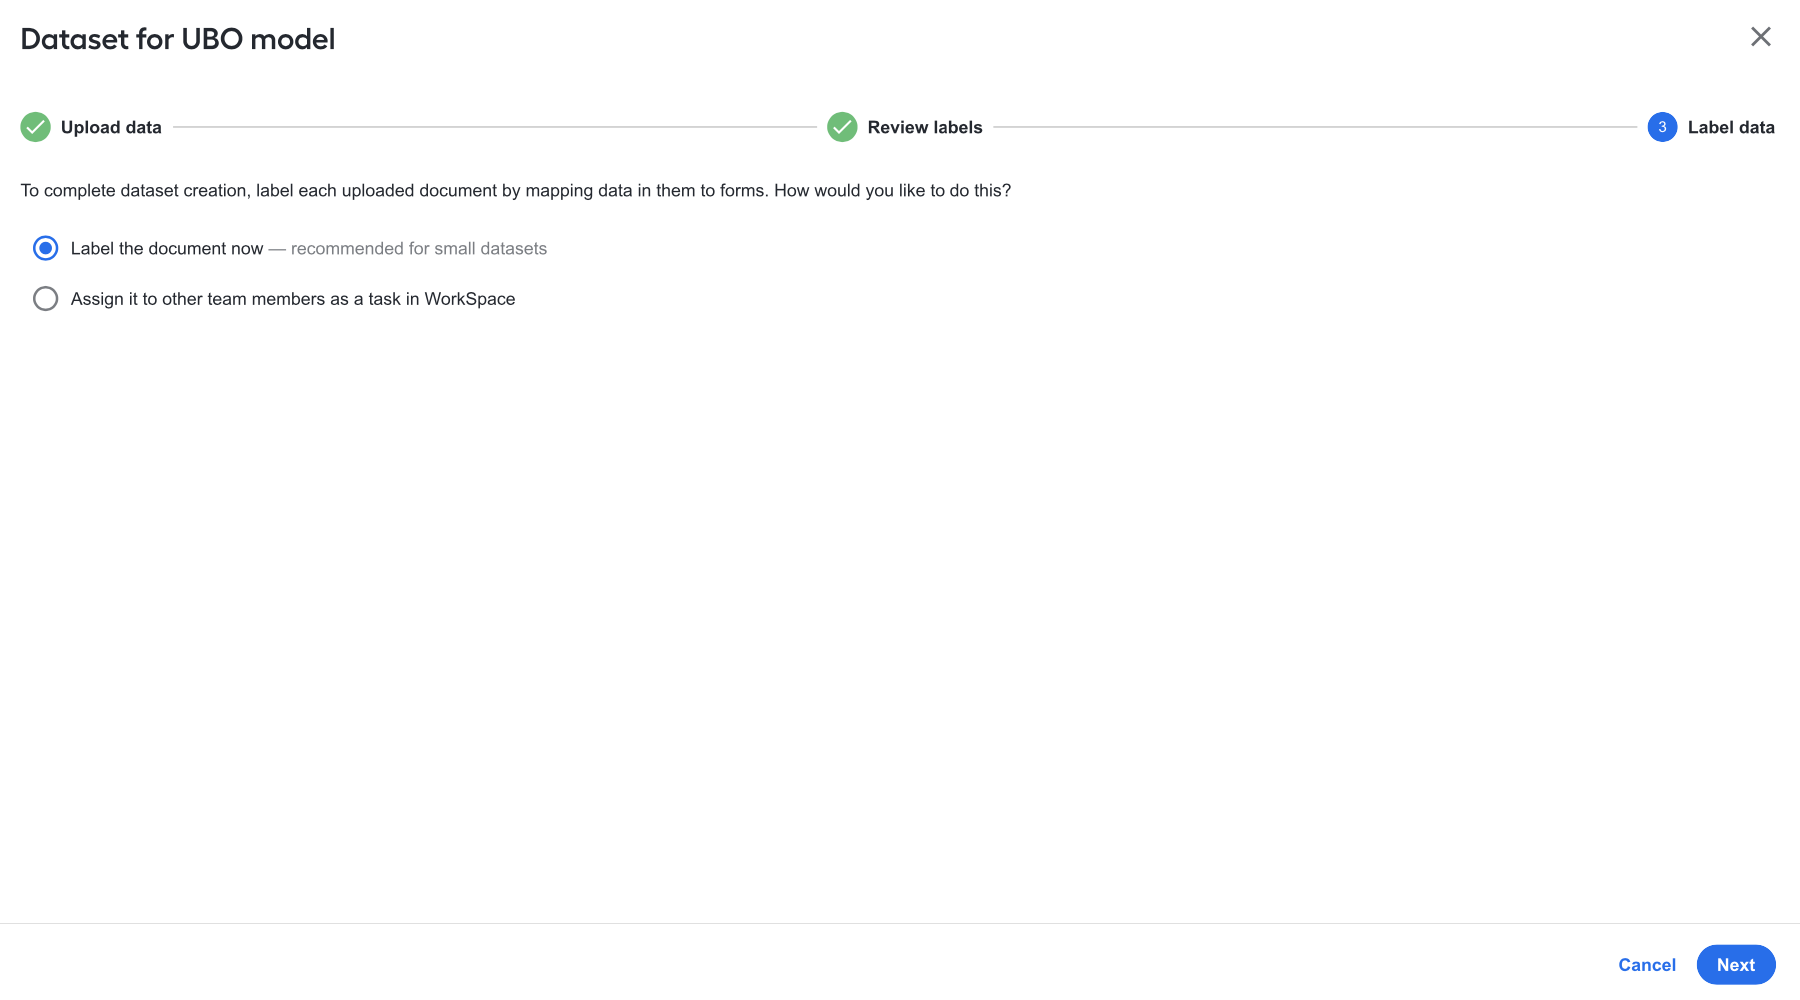 Dataset for UBO model
Upload data
Review labels
3 Label data
To complete dataset creation, label each uploaded document by mapping data in them to forms. How would you like to do this?
Label the document now — recommended for small datasets
Assign it to other team members as a task in WorkSpace
Cancel Next